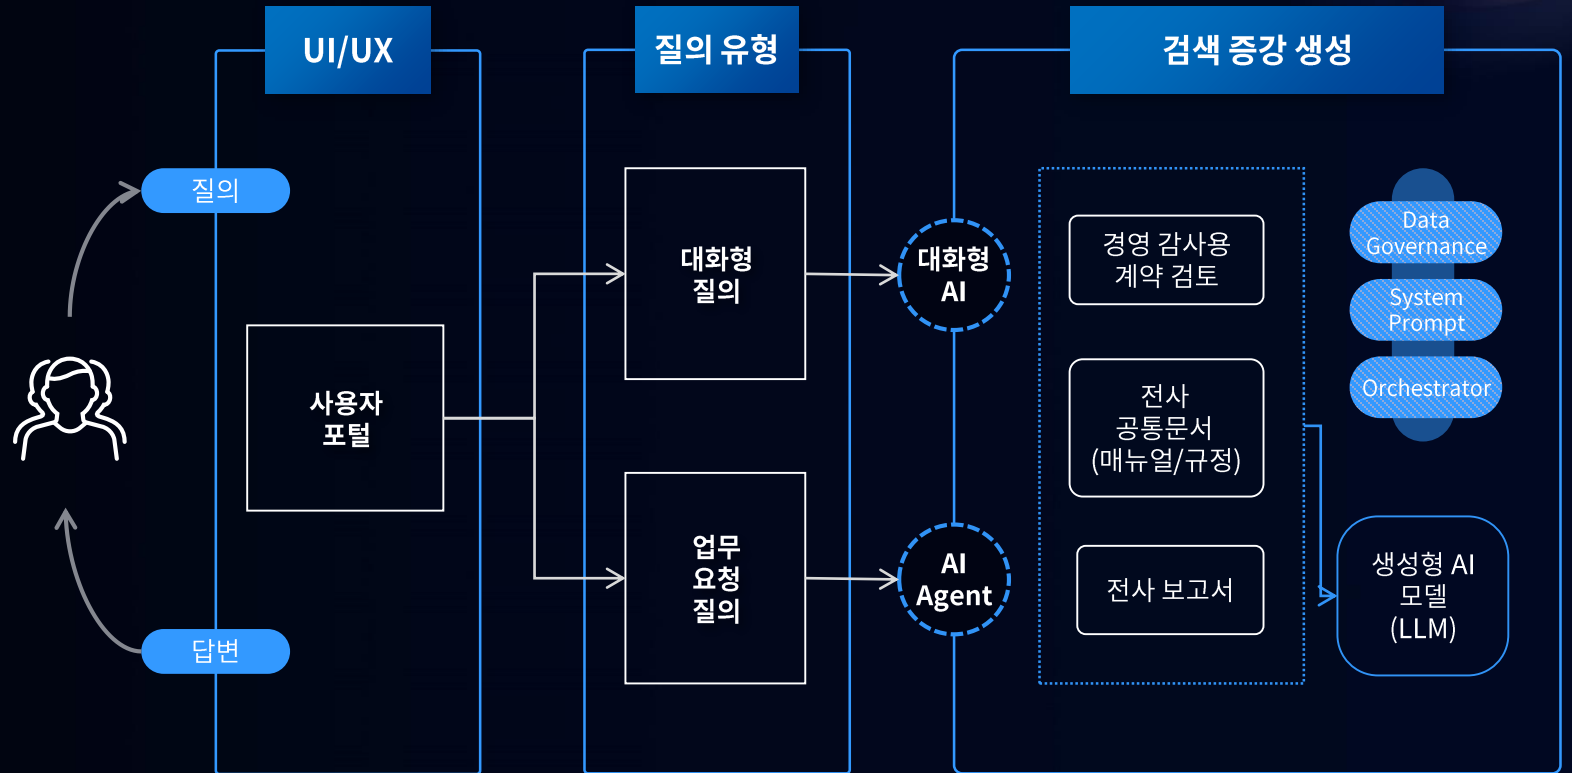 UI/UX
질의 유형
검색 증강 생성
질의
답변
사용자
포털
대화형
질의
업무
요청
질의
대화형
AI
AI
Agent
경영 감사용
계약 검토
전사
공통문서
(매뉴얼/규정)
전사 보고서
Data
Governance
System
Prompt
Orchestrator
생성형 AI
모델
(LLM)